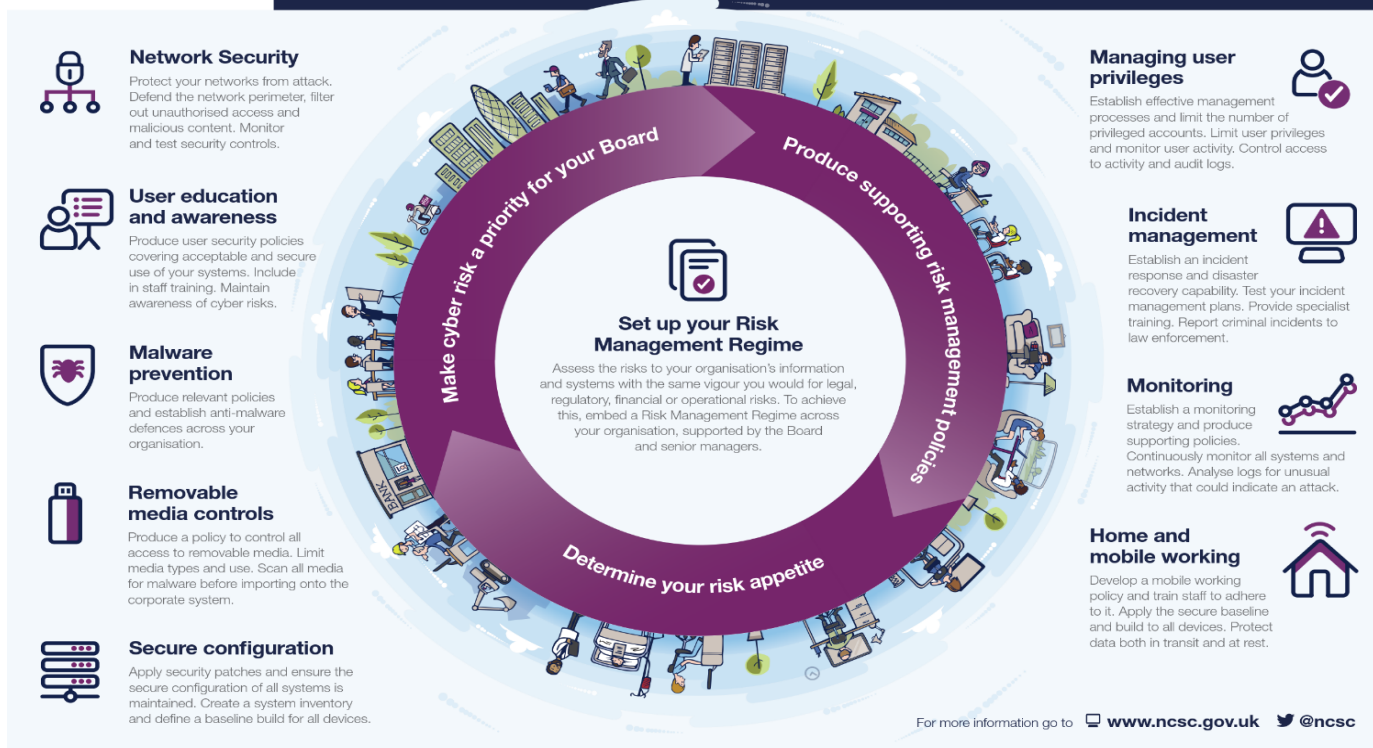 Network Security
Protect your networks from attack.
Defend the network perimeter, filter
out unauthorised access and
malicious content. Monitor
and test security controls.
User education
and awareness
Produce user security policies
covering acceptable and secure
use of your systems. Include
in staff training. Maintain
awareness of cyber risks.
Malware
prevention
Produce relevant policies
and establish anti-malware
defences across your
organisation.
Removable
media controls
Produce a policy to control all
access to removable media. Limit
media types and use. Scan all media
for malware before importing onto the
corporate system.
Secure configuration
Apply security patches and ensure the
secure configuration of all systems is
maintained. Create a system inventory
and define a baseline build for all devices.
Make cyber risk a priority for your Board
Produce supporting risk management policies
Determine your risk appetite
BANK
Set up your Risk
Management Regime
Assess the risks to your organisation's information
and systems with the same vigour you would for legal,
regulatory, financial or operational risks. To achieve
this, embed a Risk Management Regime across
your organisation, supported by the Board
and senior managers.
Managing user
privileges
Establish effective management
processes and limit the number of
privileged accounts. Limit user privileges
and monitor user activity. Control access
to activity and audit logs.
Incident
management
Establish an incident
response and disaster
recovery capability. Test your incident
management plans. Provide specialist
training. Report criminal incidents to
law enforcement.
Monitoring
Establish a monitoring
strategy and produce
supporting policies.
Continuously monitor all systems and
networks. Analyse logs for unusual
activity that could indicate an attack.
Home and
mobile working
Develop a mobile working
policy and train staff to adhere
to it. Apply the secure baseline
and build to all devices. Protect
data both in transit and at rest.
For more information go to www.ncsc.gov.uk @ncsc